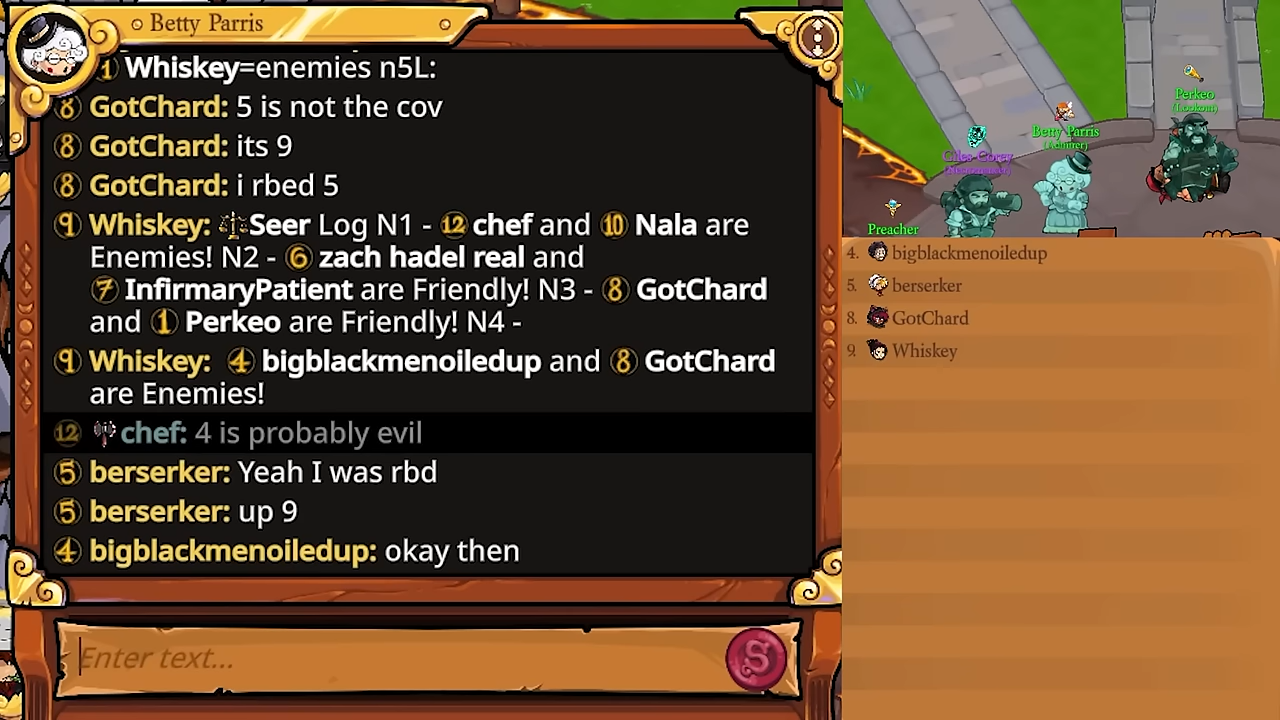 Betty Parris
1 Whiskey=enemies n5L:
8 GotChard: 5 is not the cov
8 GotChard: its 9
8 GotChard: i rbed 5
9 Whiskey: Seer Log N1 - 12 chef and 10 Nala are
Enemies! N2 - 6 zach hadel real and
7 InfirmaryPatient are Friendly! N3 - 8 GotChard
and 1 Perkeo are Friendly! N4 -
9 Whiskey: 4 bigblackmenoiledup and 8 GotChard
are Enemies!
12 chef: 4 is probably evil
5 berserker: Yeah I was rbd
5 berserker: up 9
4 bigblackmenoiledup: okay then
Enter text...
S
Perkeo
(Lookout)
Betty Parris
(Admirer)
Giles Corey
Preacher
4. bigblackmenoiledup
5. berserker
8. GotChard
9. Whiskey